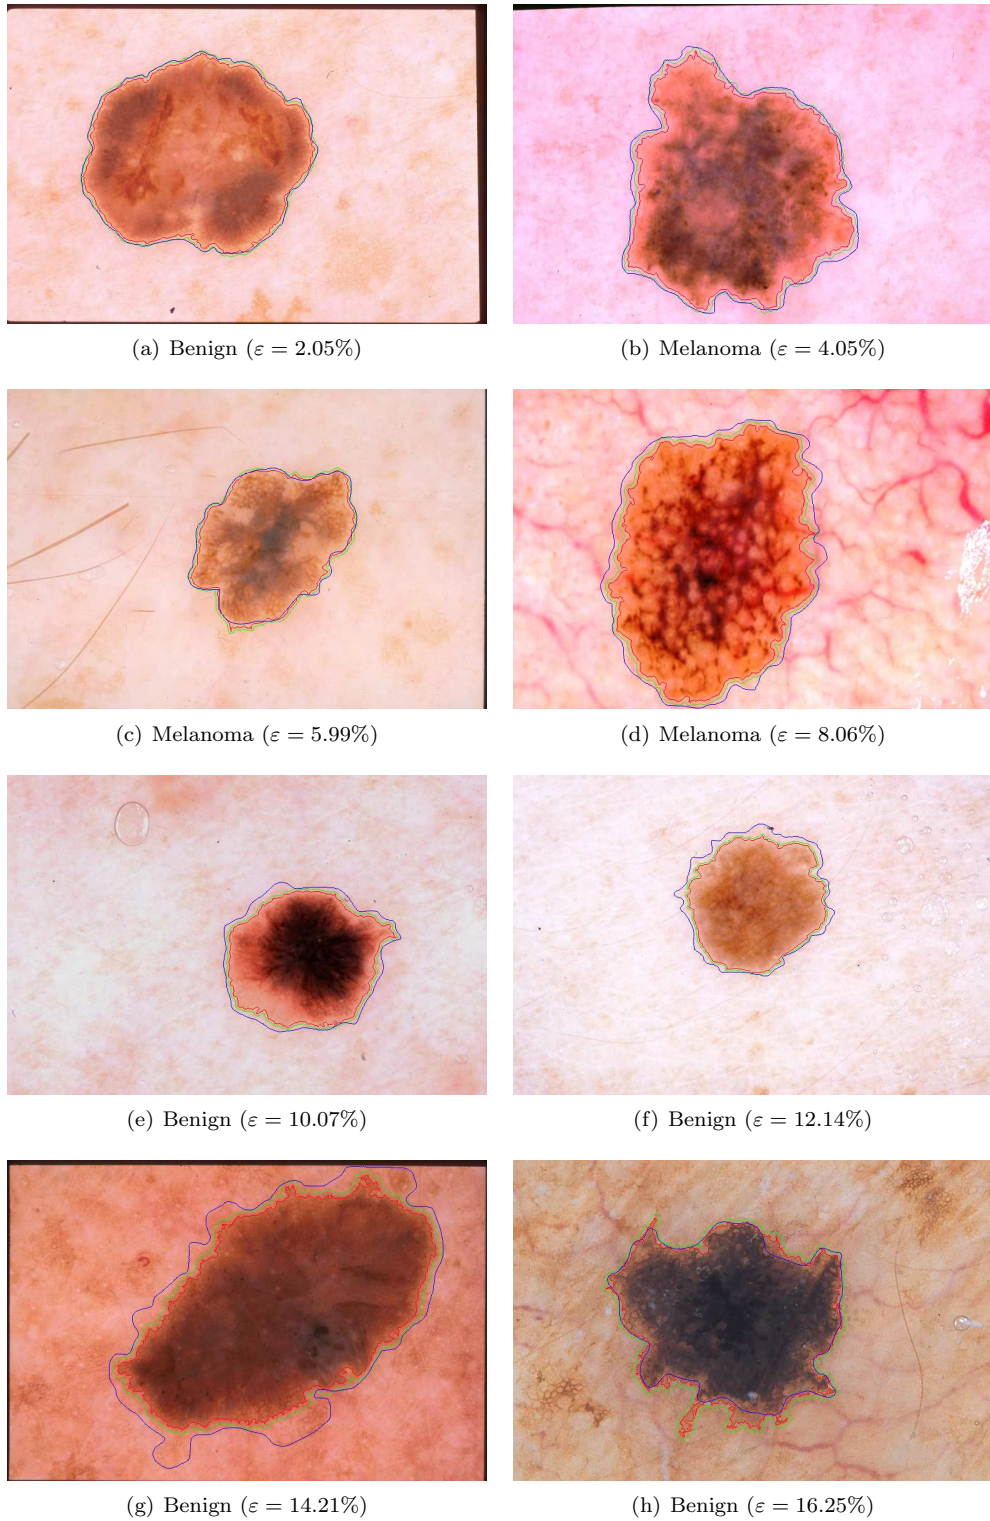 (a) Benign (ε = 2.05%)
(b) Melanoma (ε = 4.05%)
(c) Melanoma (ε = 5.99%)
(d) Melanoma (ε = 8.06%)
(e) Benign (ε = 10.07%)
(f) Benign (ε = 12.14%)
(g) Benign (ε = 14.21%)
(h) Benign (ε = 16.25%)